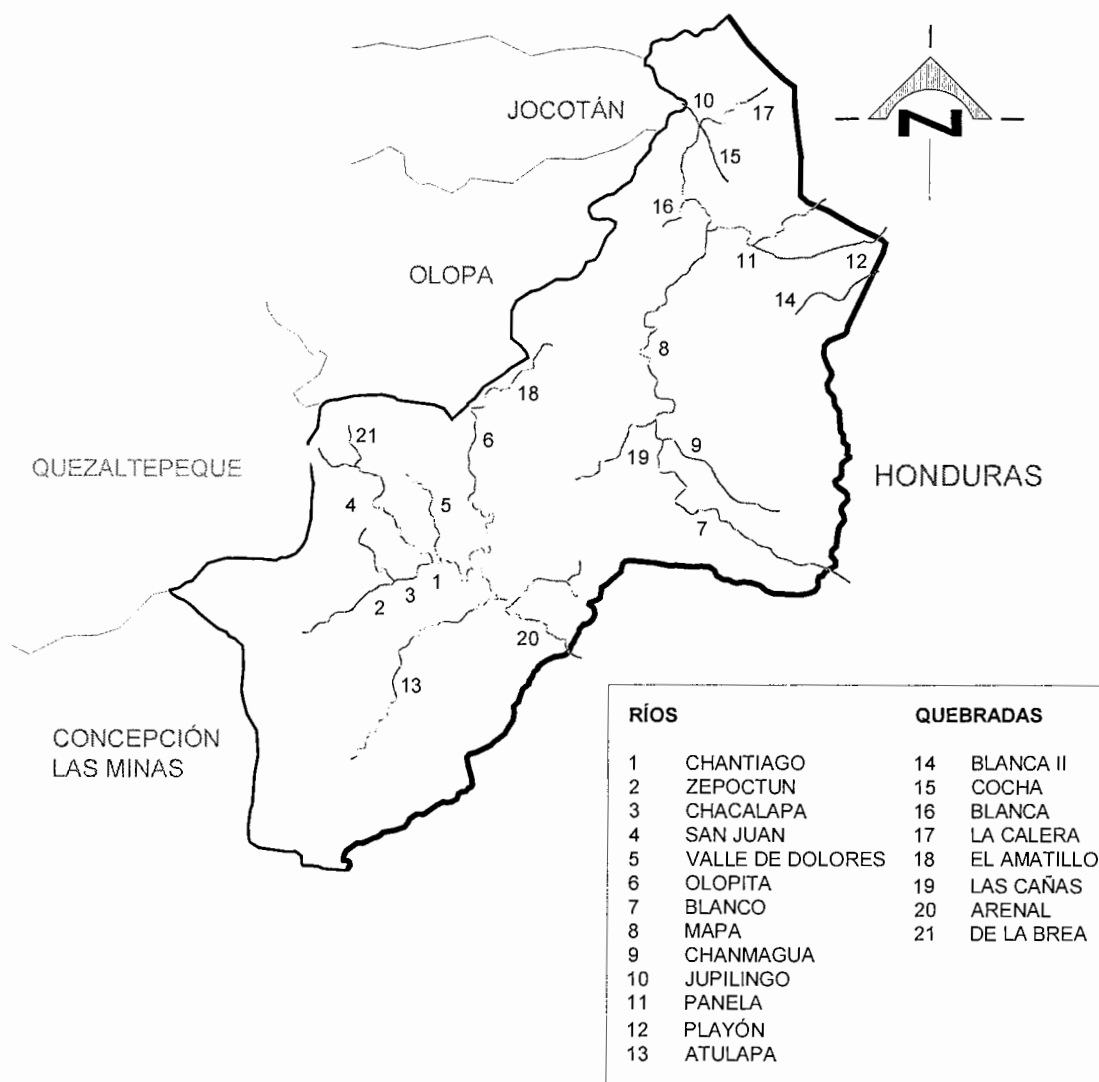 10
17
JOCOTÁN
15
16
11
12
OLOPA
14
8
18
21
6
9
QUEZALTEPEQUE
19
HONDURAS
4
5
7
1
3
2
20
13
CONCEPCIÓN
LAS MINAS
N
RÍOS
1 CHANTIAGO
2 ZEPOCTUN
3 CHACALAPA
4 SAN JUAN
5 VALLE DE DOLORES
6 OLOPITA
7 BLANCO
8 MAPA
9 CHANMAGUA
10 JUPILINGO
11 PANELA
12 PLAYÓN
13 ATULAPA
QUEBRADAS
14 BLANCA II
15 COCHA
16 BLANCA
17 LA CALERA
18 EL AMATILLO
19 LAS CAÑAS
20 ARENAL
21 DE LA BREA